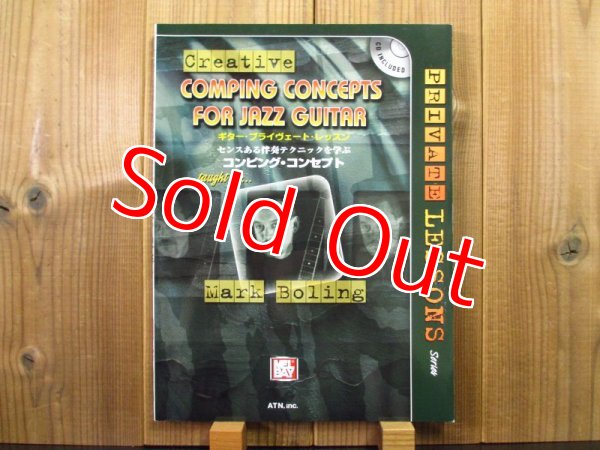 Creative
CD INCLUDED
COMPING CONCEPTS
FOR JAZZ GUITAR
ギター・プライヴェート・レッスン
センスある伴奏テクニックを学ぶ
コンピング・コンセプト
taught
Sold Out
Mark Boling
MEL BAY
ATN, inc.
PRIVATE LESSONS
Series